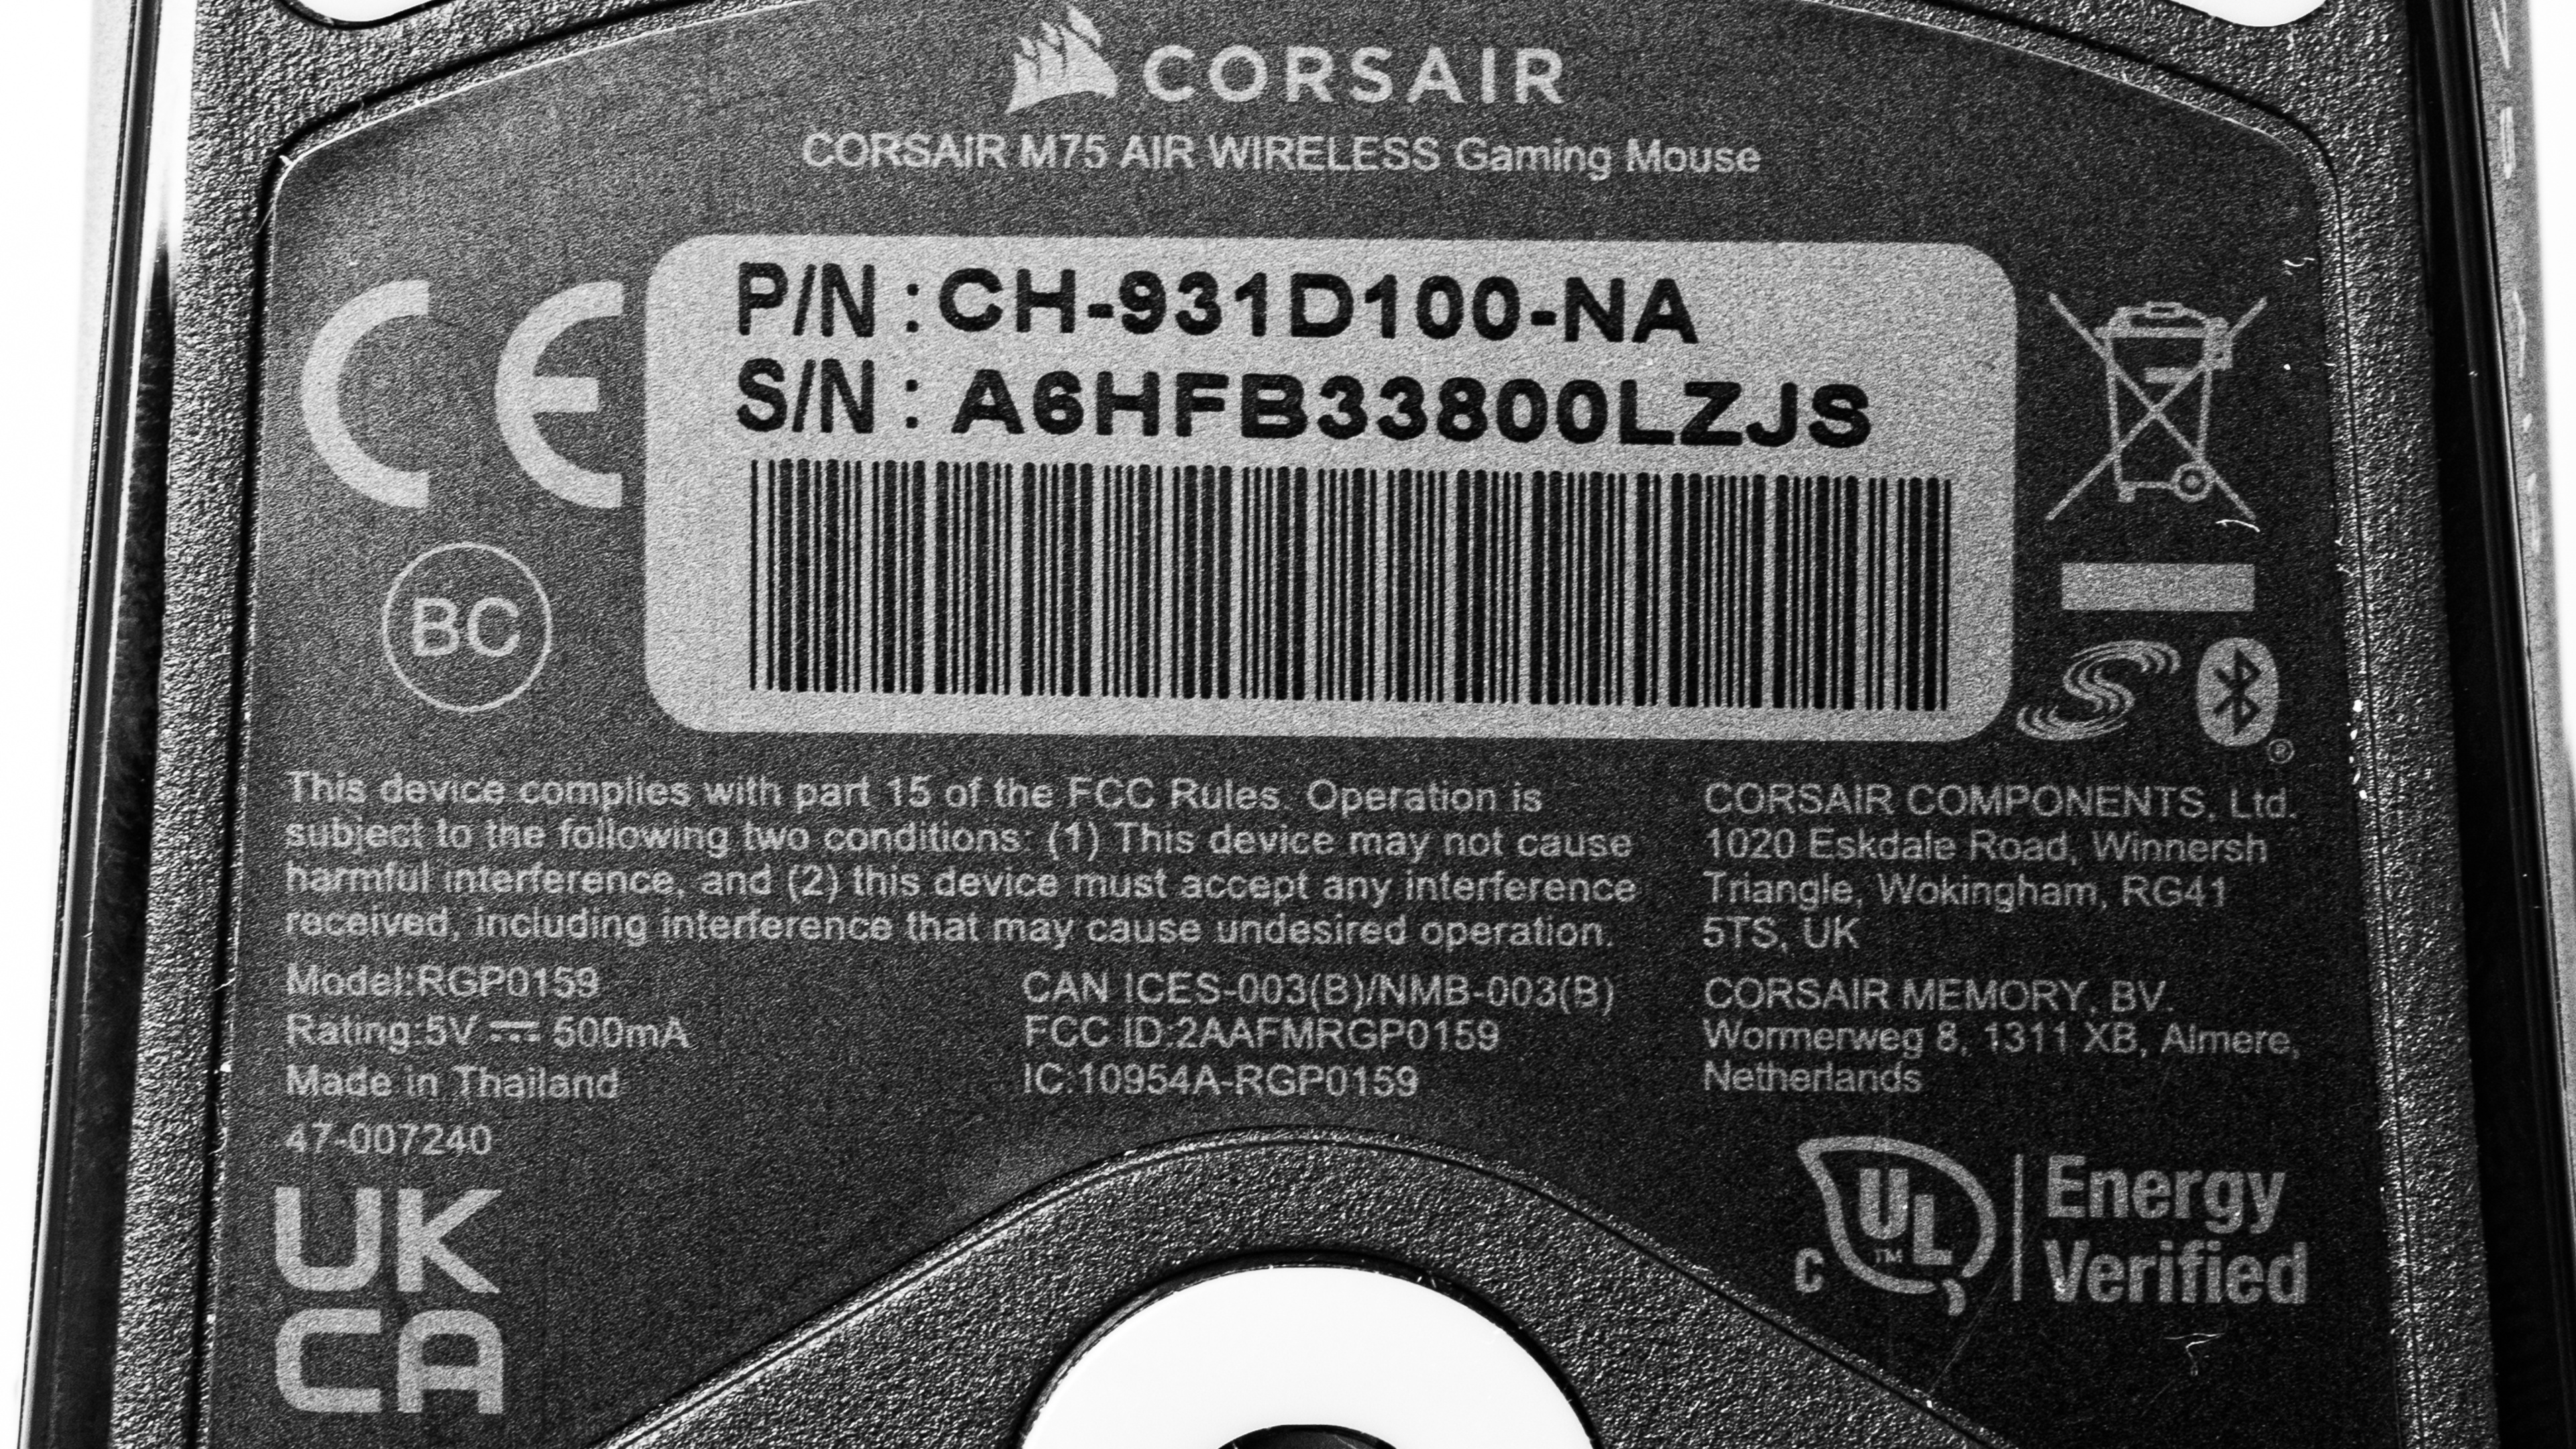 CORSAIR
CORSAIR M75 AIR WIRELESS Gaming Mouse
CE
P/N : CH-931D100-NA
S/N : A6HFB33800LZJS
BC
®
This device complies with part 15 of the FCC Rules. Operation is
subject to the following two conditions: (1) This device may not cause
harmful interference, and (2) this device must accept any interference
received, including interference that may cause undesired operation.
CORSAIR COMPONENTS, Ltd.
1020 Eskdale Road, Winnersh
Triangle, Wokingham, RG41
5TS, UK
Model:RGP0159
Rating:5V ⎓ 500mA
Made in Thailand
47-007240
CAN ICES-003(B)/NMB-003(B)
FCC ID:2AAFMRGP0159
IC:10954A-RGP0159
CORSAIR MEMORY, BV.
Wormerweg 8, 1311 XB, Almere,
Netherlands
UK
CA
C UL ™
Energy
Verified